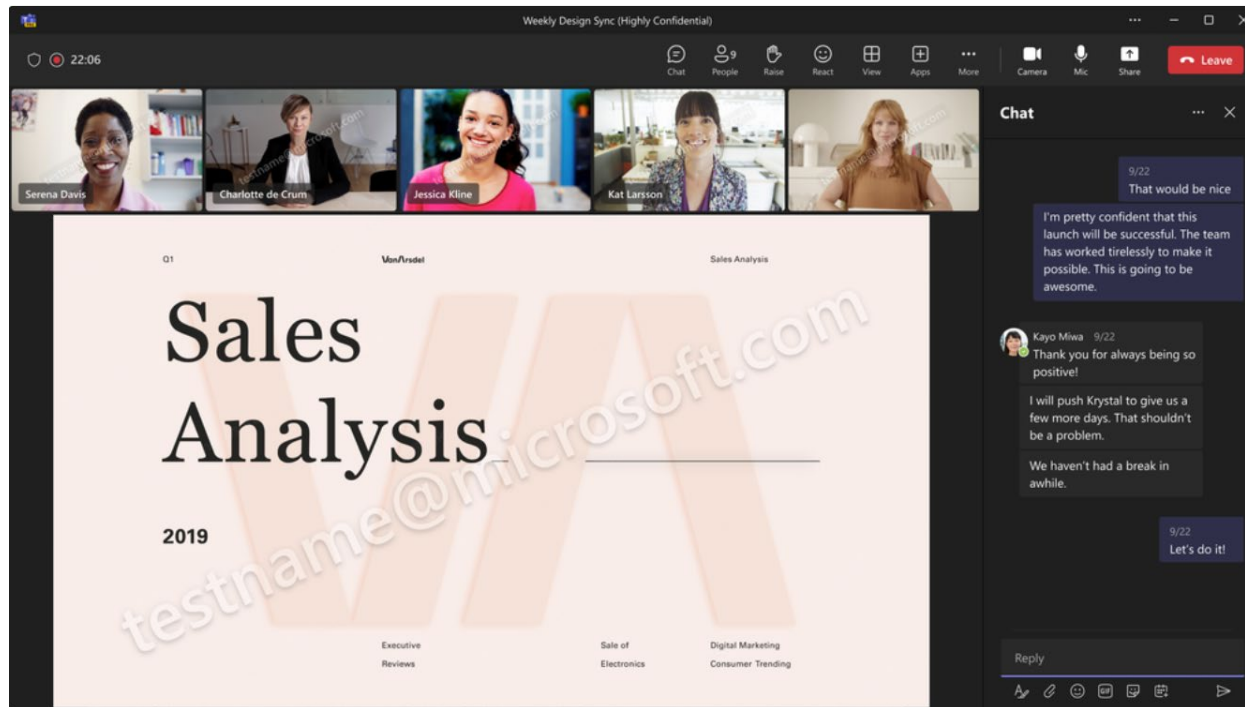 Weekly Design Sync (Highly Confidential)
22:06
Chat
People 9
Raise
React
View
Apps
More
Camera
Mic
Share
Leave
testname@microsoft.com
Serena Davis
Charlotte de Crum
Jessica Kline
Kat Larsson
Q1
VanArsdel
Sales Analysis
Sales
Analysis
2019
testname@microsoft.com
Executive
Reviews
Sale of
Electronics
Digital Marketing
Consumer Trending
Chat
9/22
That would be nice
I'm pretty confident that this
launch will be successful. The team
has worked tirelessly to make it
possible. This is going to be
awesome.
Kayo Miwa 9/22
Thank you for always being so
positive!
I will push Krystal to give us a
few more days. That shouldn't
be a problem.
We haven't had a break in
awhile.
9/22
Let's do it!
Reply
GIF